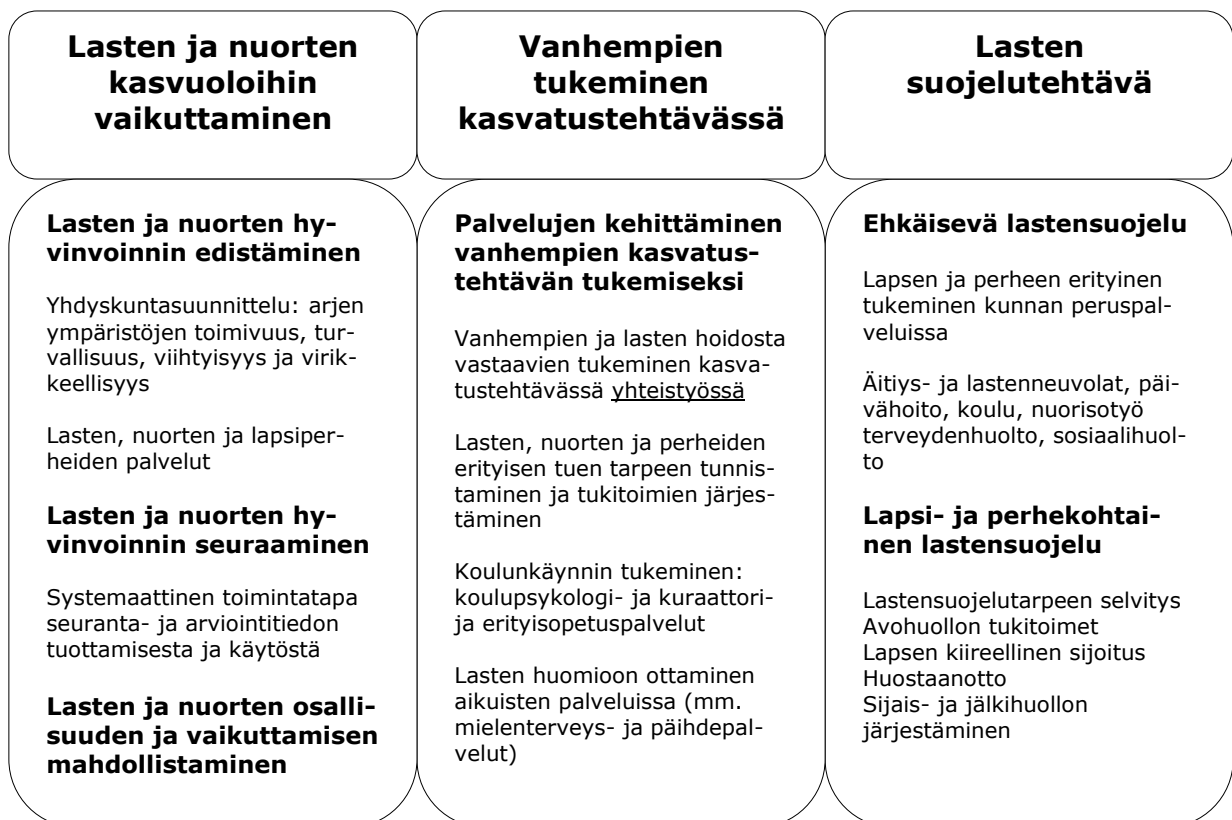 Lasten ja nuorten
kasvuoloihin
vaikuttaminen
Vanhempien
tukeminen
kasvatustehtävässä
Lasten
suojelutehtävä
Lasten ja nuorten hy-
vinvoinnin edistäminen
Yhdyskuntasuunnittelu: arjen
ympäristöjen toimivuus, tur-
vallisuus, viihtyisyys ja virik-
keellisyys
Lasten, nuorten ja lapsiper-
heiden palvelut
Lasten ja nuorten hy-
vinvoinnin seuraaminen
Systemaattinen toimintatapa
seuranta- ja arviointitiedon
tuottamisesta ja käytöstä
Lasten ja nuorten osalli-
suuden ja vaikuttamisen
mahdollistaminen
Palvelujen kehittäminen
vanhempien kasvatus-
tehtävän tukemiseksi
Vanhempien ja lasten hoidosta
vastaavien tukeminen kasva-
tustehtävässä yhteistyössä
Lasten, nuorten ja perheiden
erityisen tuen tarpeen tunnis-
taminen ja tukitoimien järjes-
täminen
Koulunkäynnin tukeminen:
koulupsykologi- ja kuraattori-
ja erityisopetuspalvelut
Lasten huomioon ottaminen
aikuisten palveluissa (mm.
mielenterveys- ja päihdepal-
velut)
Ehkäisevä lastensuojelu
Lapsen ja perheen erityinen
tukeminen kunnan peruspal-
veluissa
Äitiys- ja lastenneuvolat, päi-
vähoito, koulu, nuorisotyö
terveydenhuolto, sosiaalihuol-
to
Lapsi- ja perhekohtai-
nen lastensuojelu
Lastensuojelutarpeen selvitys
Avohuollon tukitoimet
Lapsen kiireellinen sijoitus
Huostaanotto
Sijais- ja jälkihuollon
järjestäminen